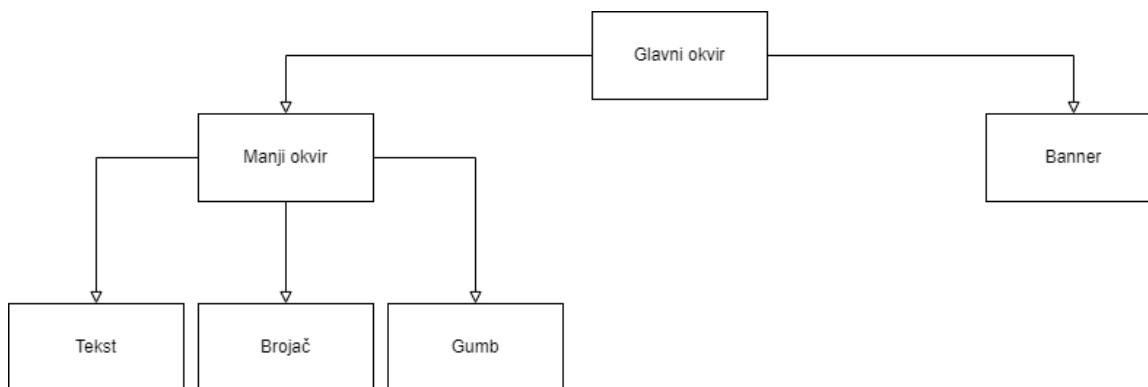 Glavni okvir
Manji okvir
Banner
Tekst
Brojač
Gumb